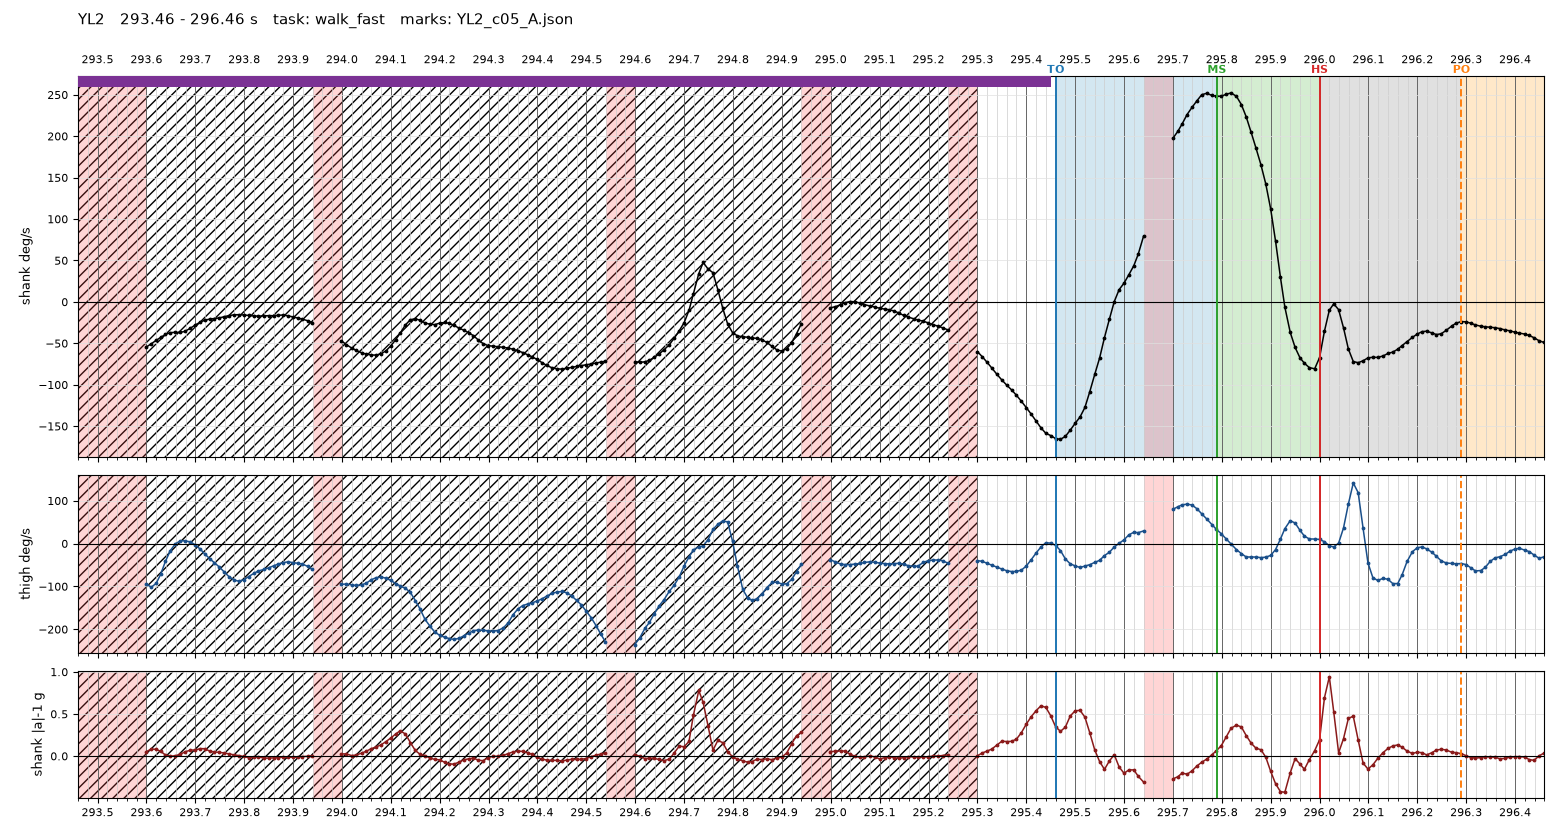 YL2   293.46 - 296.46 s   task: walk_fast   marks: YL2_c05_A.json
293.5 293.6 293.7 293.8 293.9 294.0 294.1 294.2 294.3 294.4 294.5 294.6 294.7 294.8 294.9 295.0 295.1 295.2 295.3 295.4 295.5 295.6 295.7 295.8 295.9 296.0 296.1 296.2 296.3 296.4
TO MS HS PO
shank deg/s
250
200
150
100
50
0
−50
−100
−150
thigh deg/s
100
0
−100
−200
shank |a|-1 g
1.0
0.5
0.0
293.5 293.6 293.7 293.8 293.9 294.0 294.1 294.2 294.3 294.4 294.5 294.6 294.7 294.8 294.9 295.0 295.1 295.2 295.3 295.4 295.5 295.6 295.7 295.8 295.9 296.0 296.1 296.2 296.3 296.4